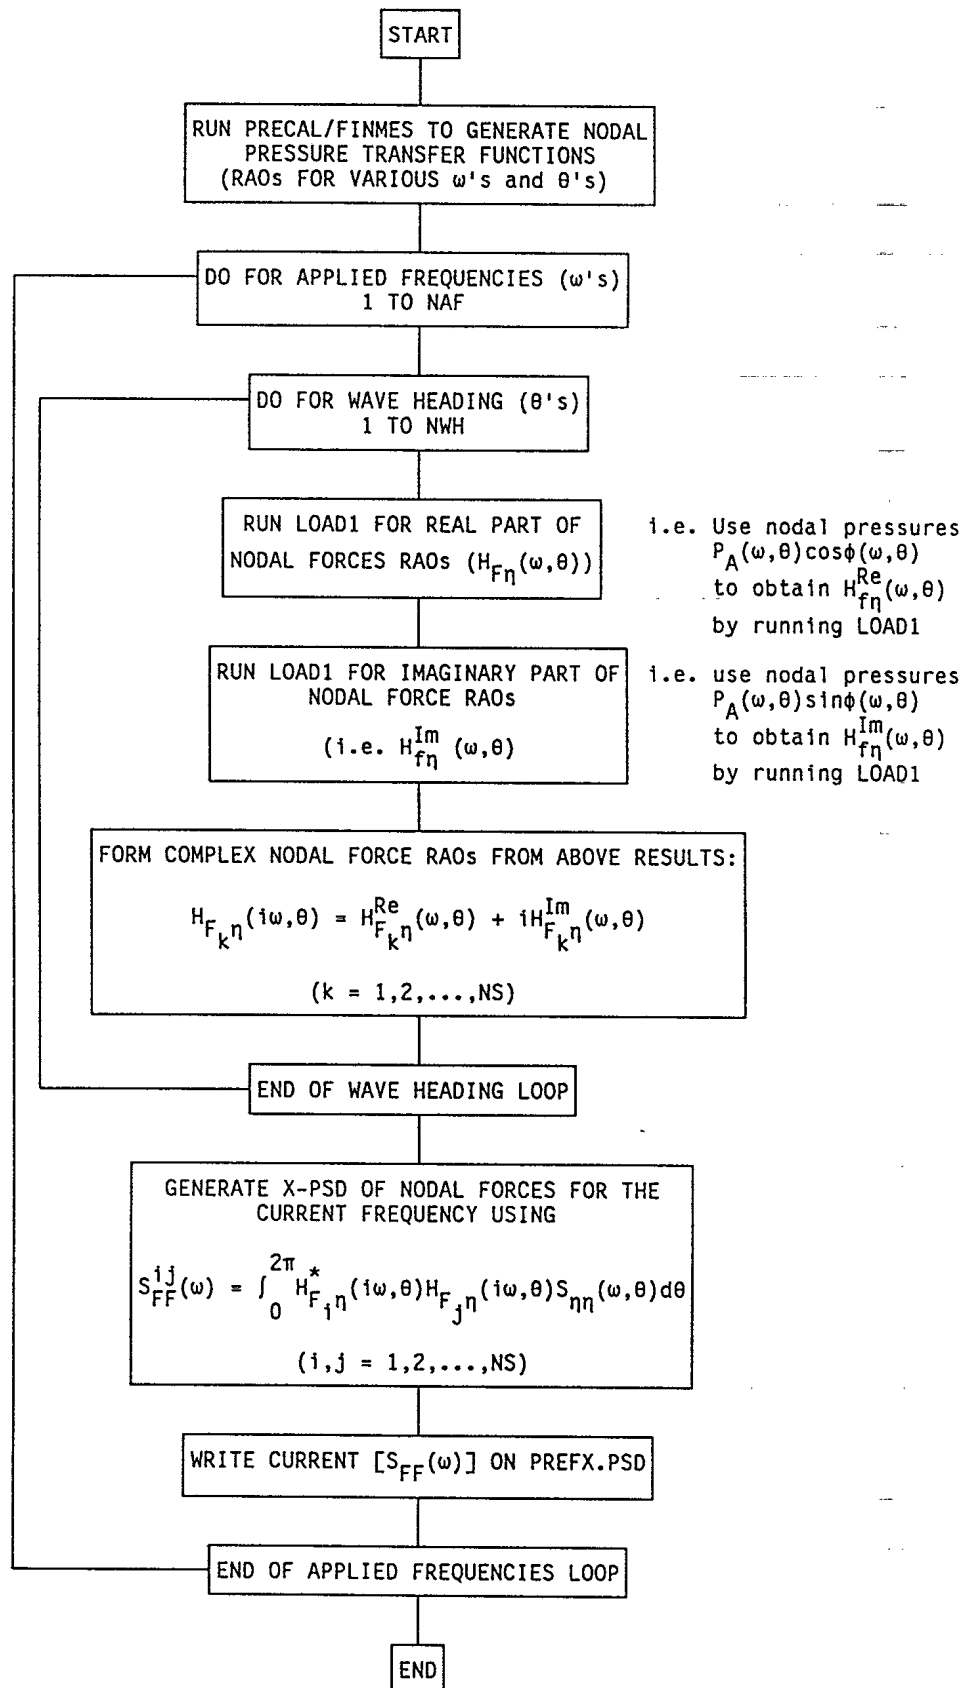 START
RUN PRECAL/FINMES TO GENERATE NODAL
PRESSURE TRANSFER FUNCTIONS
(RAOs FOR VARIOUS ω's and θ's)
DO FOR APPLIED FREQUENCIES (ω's)
1 TO NAF
DO FOR WAVE HEADING (θ's)
1 TO NWH
RUN LOAD1 FOR REAL PART OF
NODAL FORCES RAOs (H_{Fη}(ω,θ))
i.e. Use nodal pressures
P_A(ω,θ)cosϕ(ω,θ)
to obtain H_{fη}^{Re}(ω,θ)
by running LOAD1
RUN LOAD1 FOR IMAGINARY PART OF
NODAL FORCE RAOs
(i.e. H_{fη}^{Im} (ω,θ)
i.e. use nodal pressures
P_A(ω,θ)sinϕ(ω,θ)
to obtain H_{fη}^{Im}(ω,θ)
by running LOAD1
FORM COMPLEX NODAL FORCE RAOs FROM ABOVE RESULTS:
H_{F_kη}(iω,θ) = H_{F_kη}^{Re}(ω,θ) + iH_{F_kη}^{Im}(ω,θ)
(k = 1,2,...,NS)
END OF WAVE HEADING LOOP
GENERATE X-PSD OF NODAL FORCES FOR THE
CURRENT FREQUENCY USING
S_{FF}^{ij}(ω) = ∫_0^{2π} H_{F_iη}^*(iω,θ)H_{F_jη}(iω,θ)S_{ηη}(ω,θ)dθ
(i,j = 1,2,...,NS)
WRITE CURRENT [S_{FF}(ω)] ON PREFX.PSD
END OF APPLIED FREQUENCIES LOOP
END